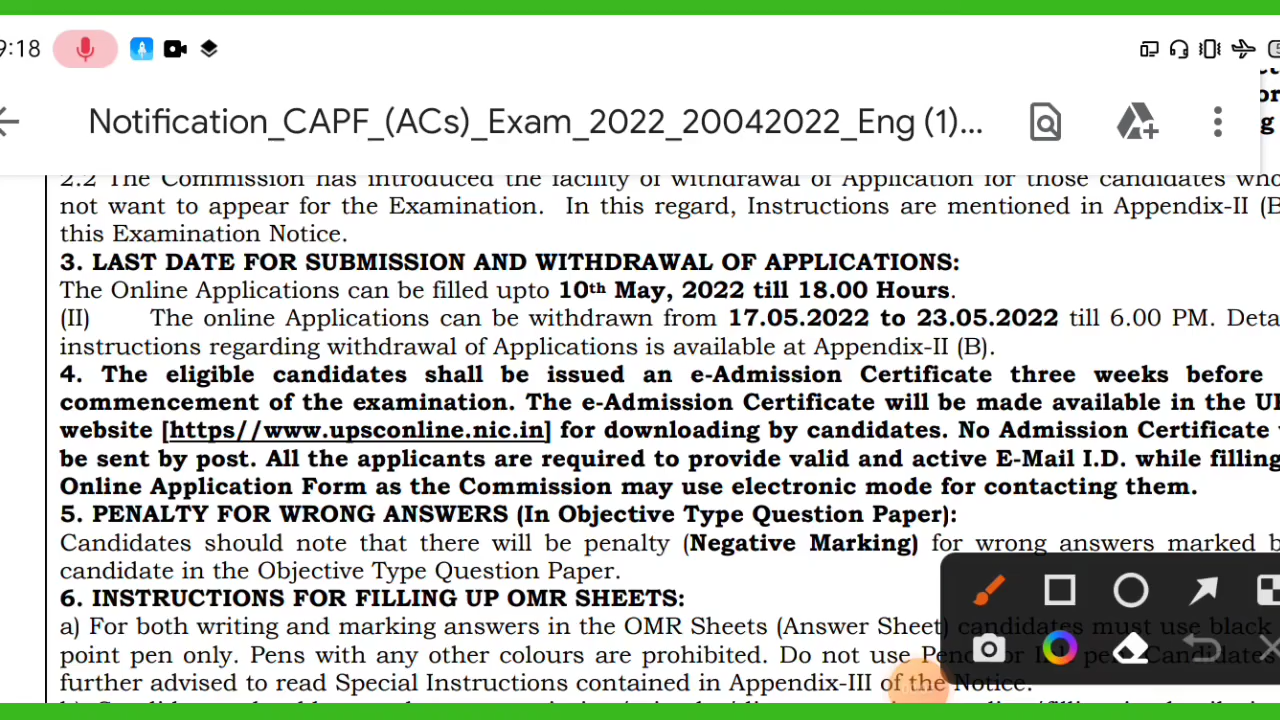 9:18
Notification_CAPF_(ACs)_Exam_2022_20042022_Eng (1)...
2.2 The Commission has introduced the facility of withdrawal of Application for those candidates who
not want to appear for the Examination. In this regard, Instructions are mentioned in Appendix-II (B
this Examination Notice.
3. LAST DATE FOR SUBMISSION AND WITHDRAWAL OF APPLICATIONS:
The Online Applications can be filled upto 10th May, 2022 till 18.00 Hours.
(II) The online Applications can be withdrawn from 17.05.2022 to 23.05.2022 till 6.00 PM. Deta
instructions regarding withdrawal of Applications is available at Appendix-II (B).
4. The eligible candidates shall be issued an e-Admission Certificate three weeks before
commencement of the examination. The e-Admission Certificate will be made available in the UP
website [https//www.upsconline.nic.in] for downloading by candidates. No Admission Certificate
be sent by post. All the applicants are required to provide valid and active E-Mail I.D. while filling
Online Application Form as the Commission may use electronic mode for contacting them.
5. PENALTY FOR WRONG ANSWERS (In Objective Type Question Paper):
Candidates should note that there will be penalty (Negative Marking) for wrong answers marked b
candidate in the Objective Type Question Paper.
6. INSTRUCTIONS FOR FILLING UP OMR SHEETS:
a) For both writing and marking answers in the OMR Sheets (Answer Sheet) candidates must use black
point pen only. Pens with any other colours are prohibited. Do not use Pencil or Ink pen. Candidates
further advised to read Special Instructions contained in Appendix-III of the Notice.